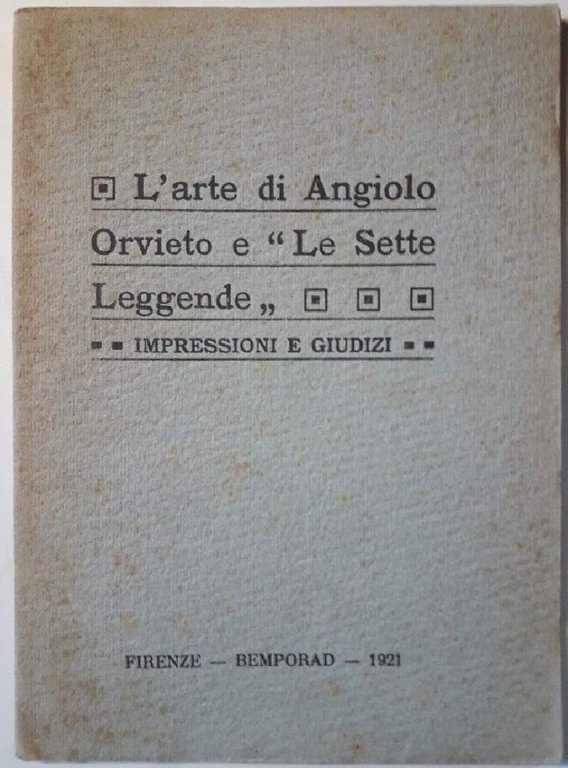 L'arte di Angiolo
Orvieto e “ Le Sette
Leggende „
IMPRESSIONI E GIUDIZI
FIRENZE — BEMPORAD — 1921